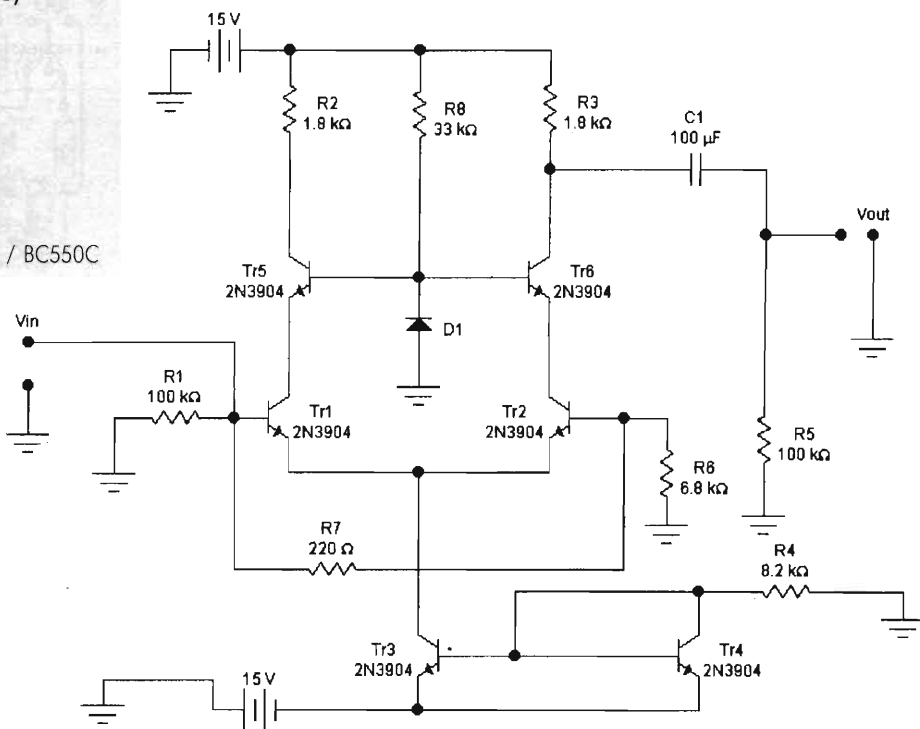 15 V
R2
1.8 kΩ
R8
33 kΩ
R3
1.8 kΩ
C1
100 µF
Vout
/ BC550C
Tr5
2N3904
Tr6
2N3904
D1
Vin
R1
100 kΩ
Tr1
2N3904
Tr2
2N3904
R6
6.8 kΩ
R5
100 kΩ
R7
220 Ω
R4
8.2 kΩ
Tr3
2N3904
Tr4
2N3904
15 V